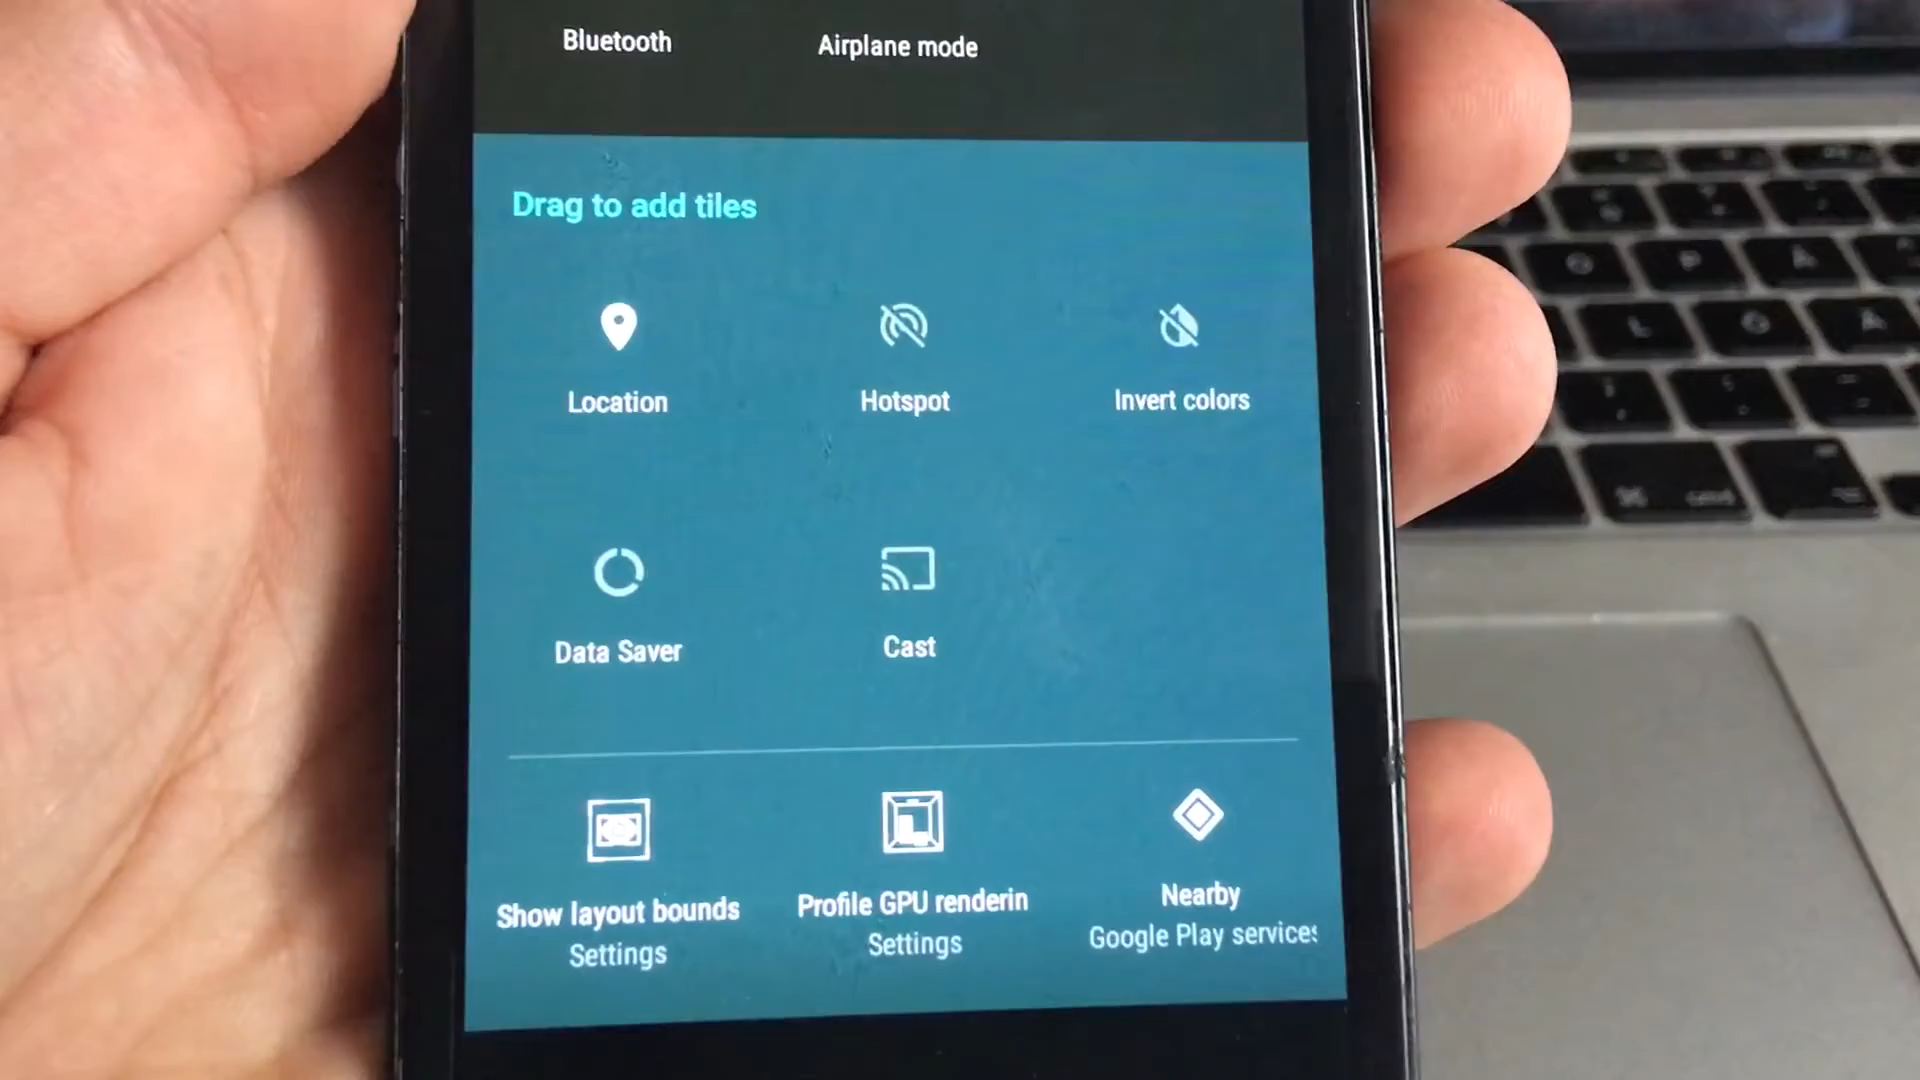 Bluetooth
Airplane mode
Drag to add tiles
Location
Hotspot
Invert colors
Data Saver
Cast
Show layout bounds
Settings
Profile GPU renderin
Settings
Nearby
Google Play services
cmd